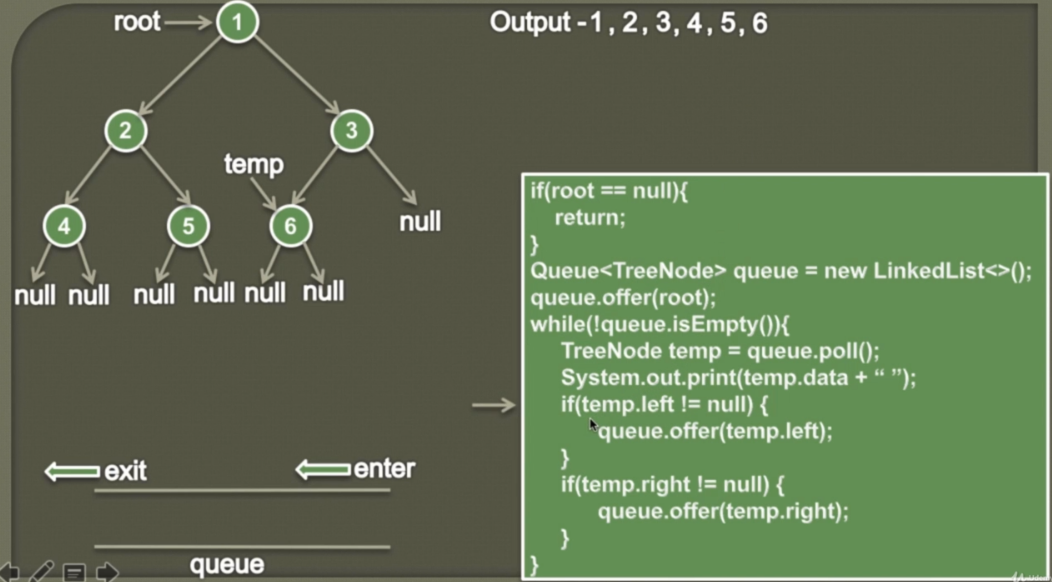 root
1
Output -1, 2, 3, 4, 5, 6
2
3
temp
4
5
6
null
null null null null null null
if(root == null){
return;
}
Queue<TreeNode> queue = new LinkedList<>();
queue.offer(root);
while(!queue.isEmpty()){
TreeNode temp = queue.poll();
System.out.print(temp.data + “ ”);
if(temp.left != null) {
queue.offer(temp.left);
}
if(temp.right != null) {
queue.offer(temp.right);
}
}
exit
enter
queue